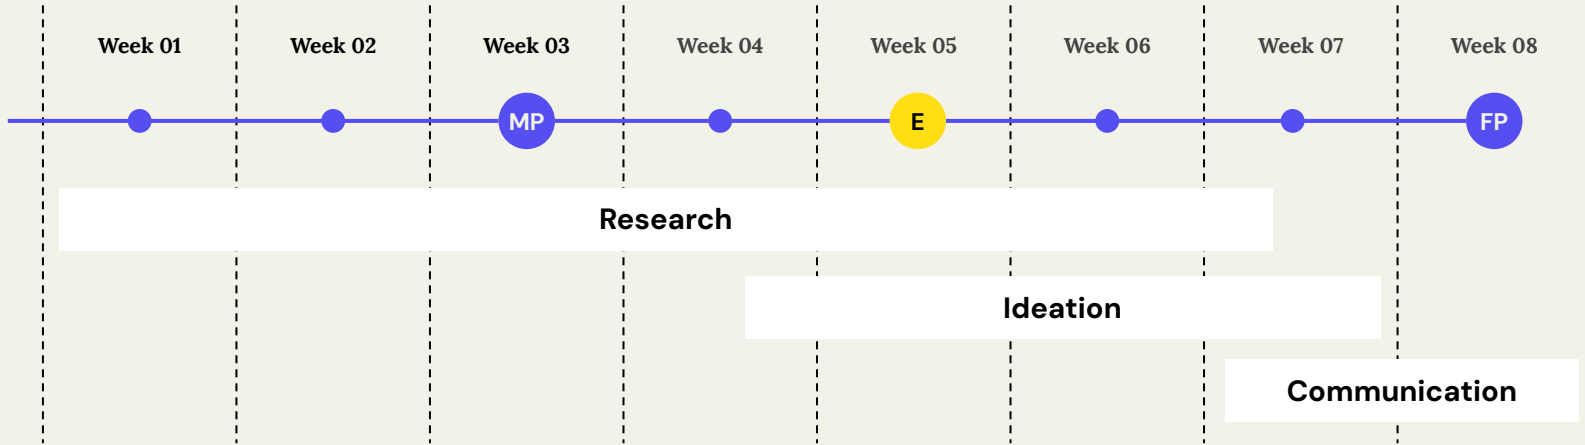 Week 01 Week 02 Week 03 Week 04 Week 05 Week 06 Week 07 Week 08
MP E FP
Research
Ideation
Communication